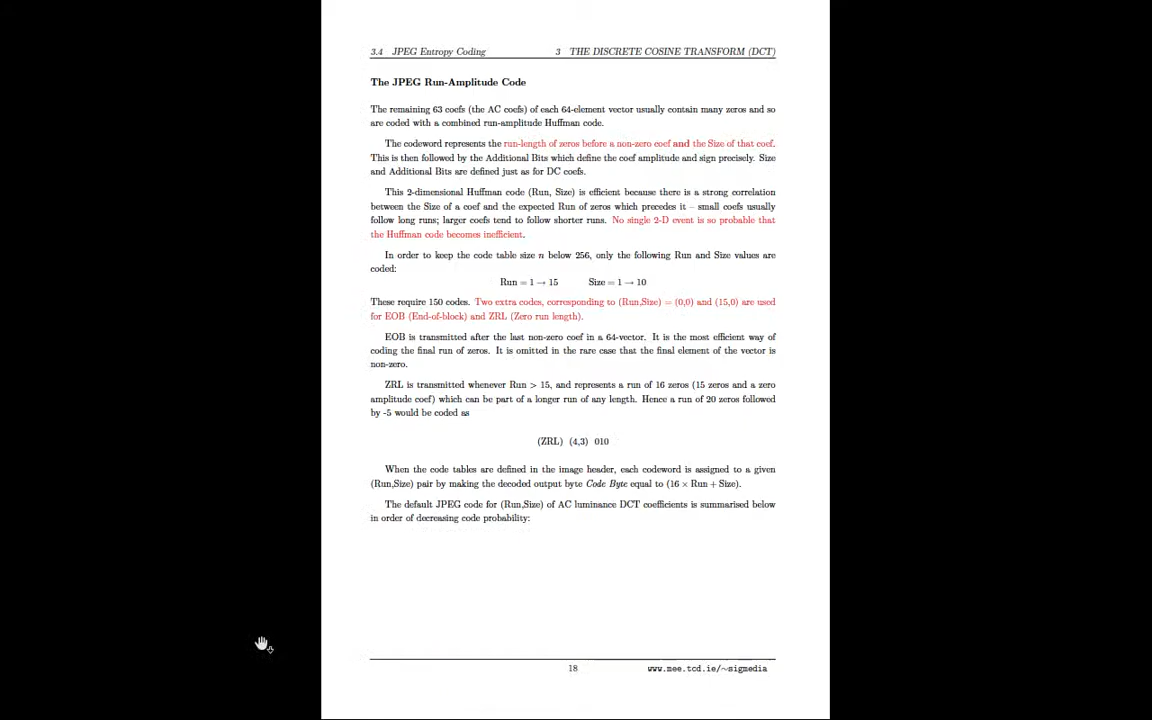 3.4 JPEG Entropy Coding 3 THE DISCRETE COSINE TRANSFORM (DCT)
The JPEG Run-Amplitude Code
The remaining 63 coefs (the AC coefs) of each 64-element vector usually contain many zeros and so
are coded with a combined run-amplitude Huffman code.
The codeword represents the run-length of zeros before a non-zero coef and the Size of that coef.
This is then followed by the Additional Bits which define the coef amplitude and sign precisely. Size
and Additional Bits are defined just as for DC coefs.
This 2-dimensional Huffman code (Run, Size) is efficient because there is a strong correlation
between the Size of a coef and the expected Run of zeros which precedes it – small coefs usually
follow long runs; larger coefs tend to follow shorter runs. No single 2-D event is so probable that
the Huffman code becomes inefficient.
In order to keep the code table size n below 256, only the following Run and Size values are
coded:
Run = 1 → 15 Size = 1 → 10
These require 150 codes. Two extra codes, corresponding to (Run,Size) = (0,0) and (15,0) are used
for EOB (End-of-block) and ZRL (Zero run length).
EOB is transmitted after the last non-zero coef in a 64-vector. It is the most efficient way of
coding the final run of zeros. It is omitted in the rare case that the final element of the vector is
non-zero.
ZRL is transmitted whenever Run > 15, and represents a run of 16 zeros (15 zeros and a zero
amplitude coef) which can be part of a longer run of any length. Hence a run of 20 zeros followed
by -5 would be coded as
(ZRL) (4,3) 010
When the code tables are defined in the image header, each codeword is assigned to a given
(Run,Size) pair by making the decoded output byte Code Byte equal to (16 × Run + Size).
The default JPEG code for (Run,Size) of AC luminance DCT coefficients is summarised below
in order of decreasing code probability:
18 www.mee.tcd.ie/∼sigmedia